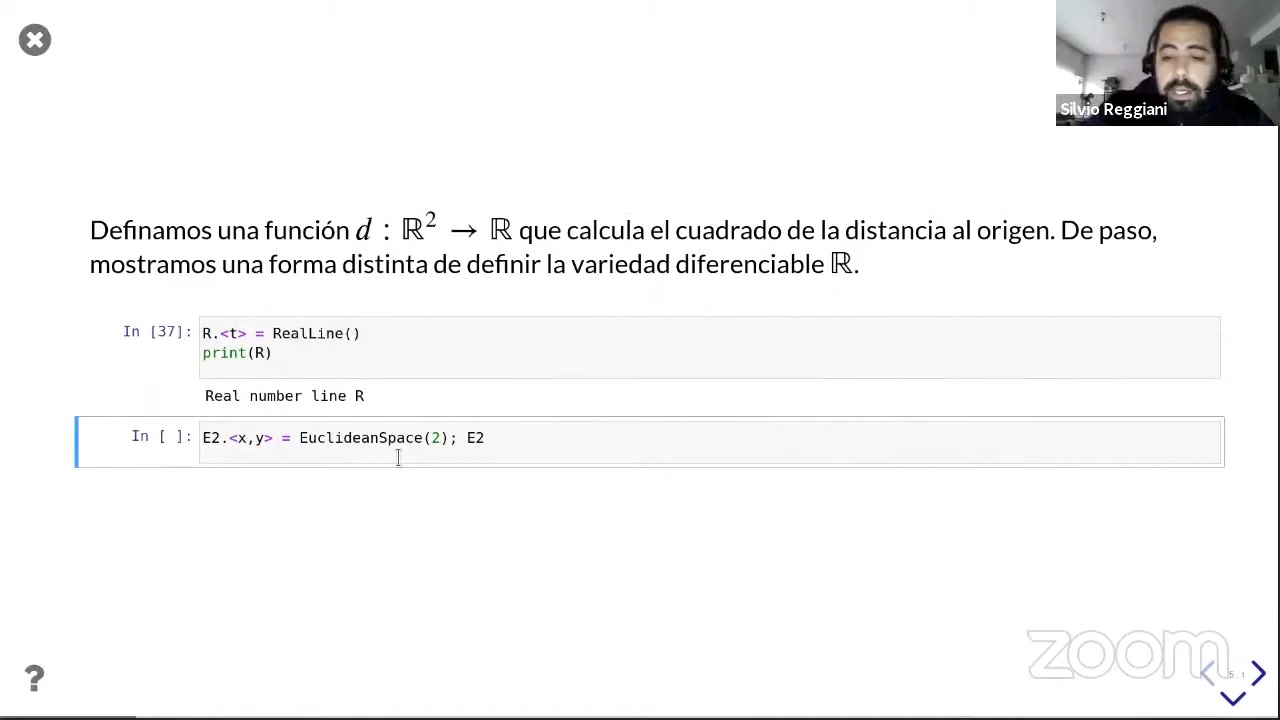 Silvio Reggiani
Definamos una función d : ℝ² → ℝ que calcula el cuadrado de la distancia al origen. De paso,
mostramos una forma distinta de definir la variedad diferenciable ℝ.
In [37]: R.<t> = RealLine()
print(R)
Real number line R
In [ ]: E2.<x,y> = EuclideanSpace(2); E2
zoom
5.1
?